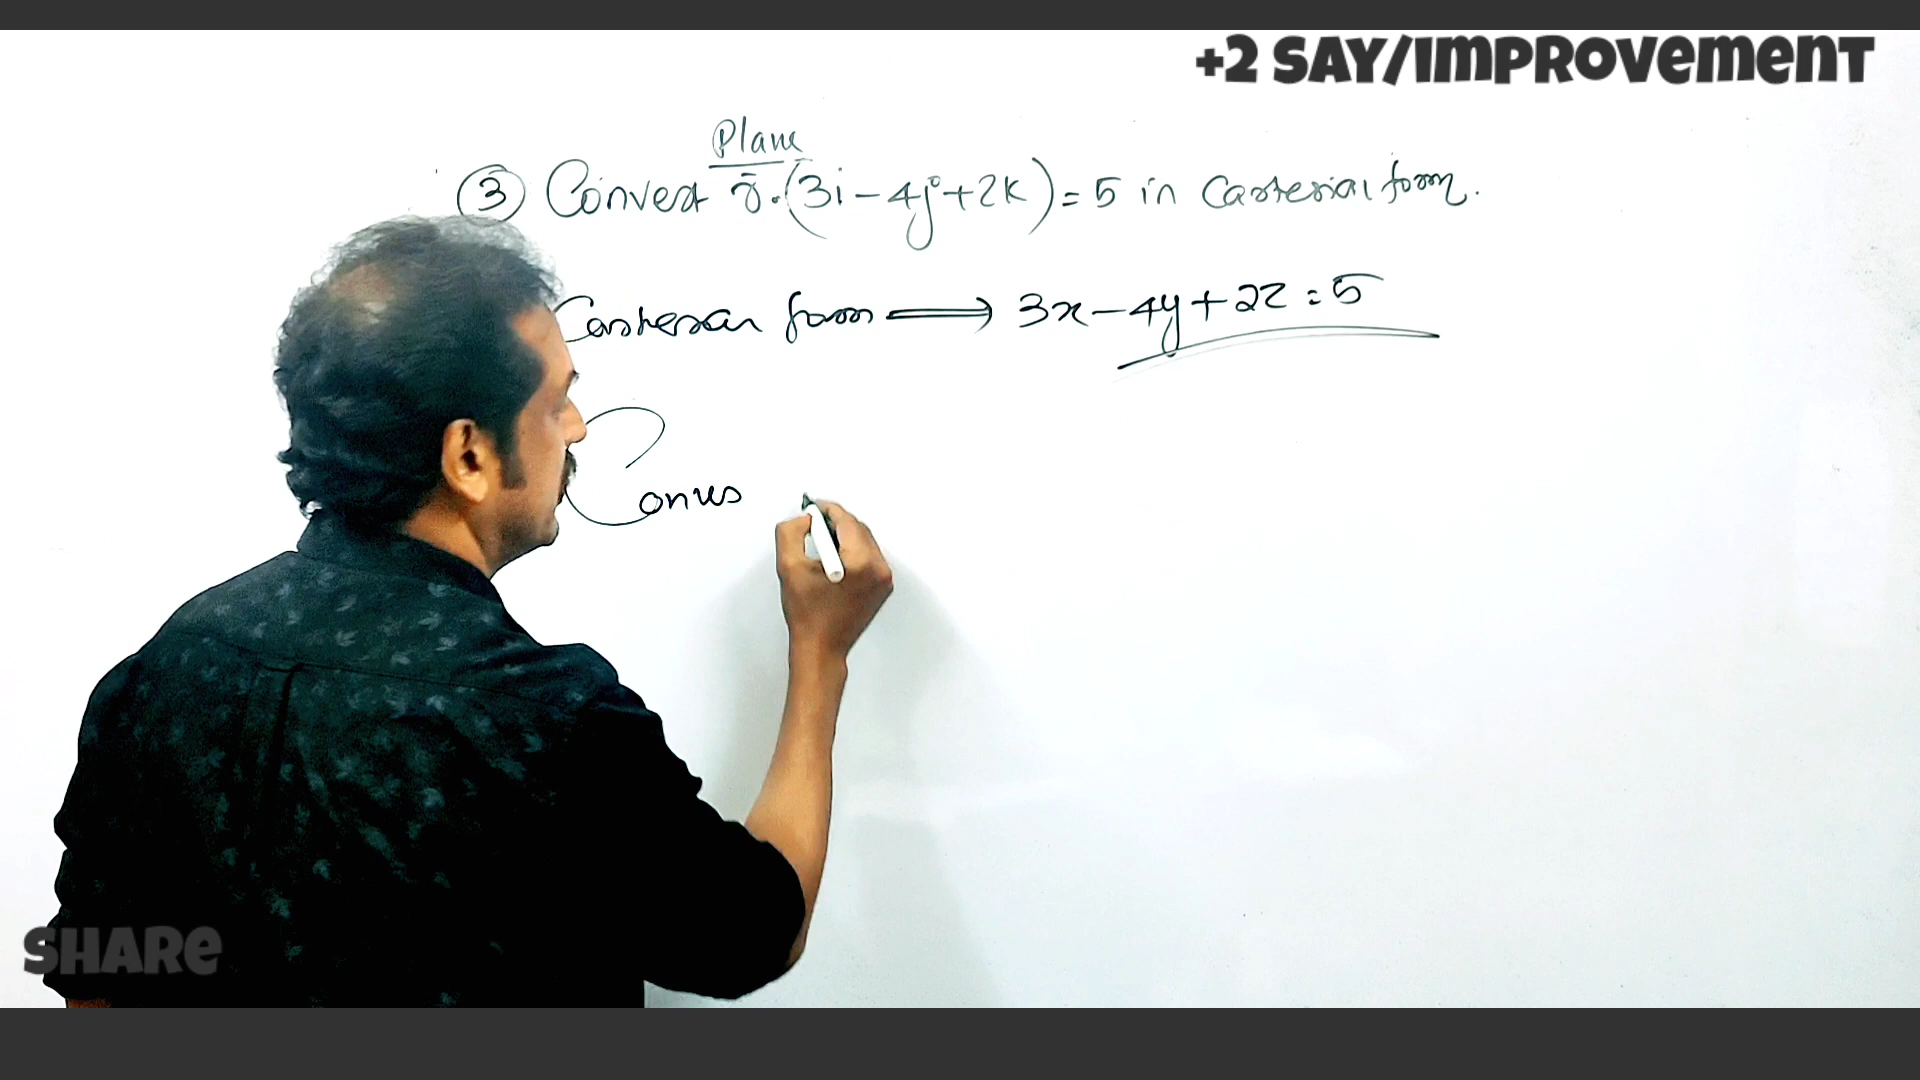 +2 SAY/IMPROVEMENT
Plane
③ Convert r̄.(3i - 4j + 2k) = 5 in Cartesian form.
Cartesian form ⟹ 3x - 4y + 2z = 5
SHARE